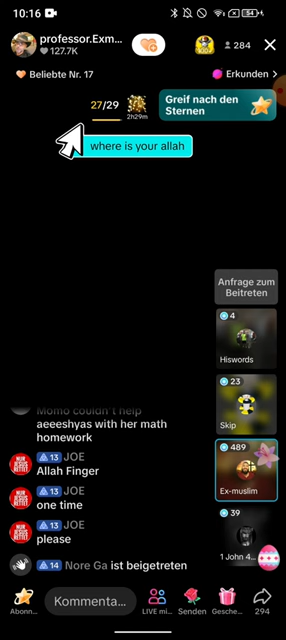 10:16
54
professor.Exm...
127.7K
284
Beliebte Nr. 17
Erkunden >
27/29
2h29m
Greif nach den
Sternen
where is your allah
Anfrage zum
Beitreten
4
Hiswords
23
Skip
489
Ex-muslim
39
1 John 4...
Momo couldn't help
aeeeshyas with her math
homework
13 JOE
Allah Finger
13 JOE
one time
13 JOE
please
14 Nore Ga ist beigetreten
Abonn...
Kommenta...
LIVE mi...
Senden
Gesche...
294